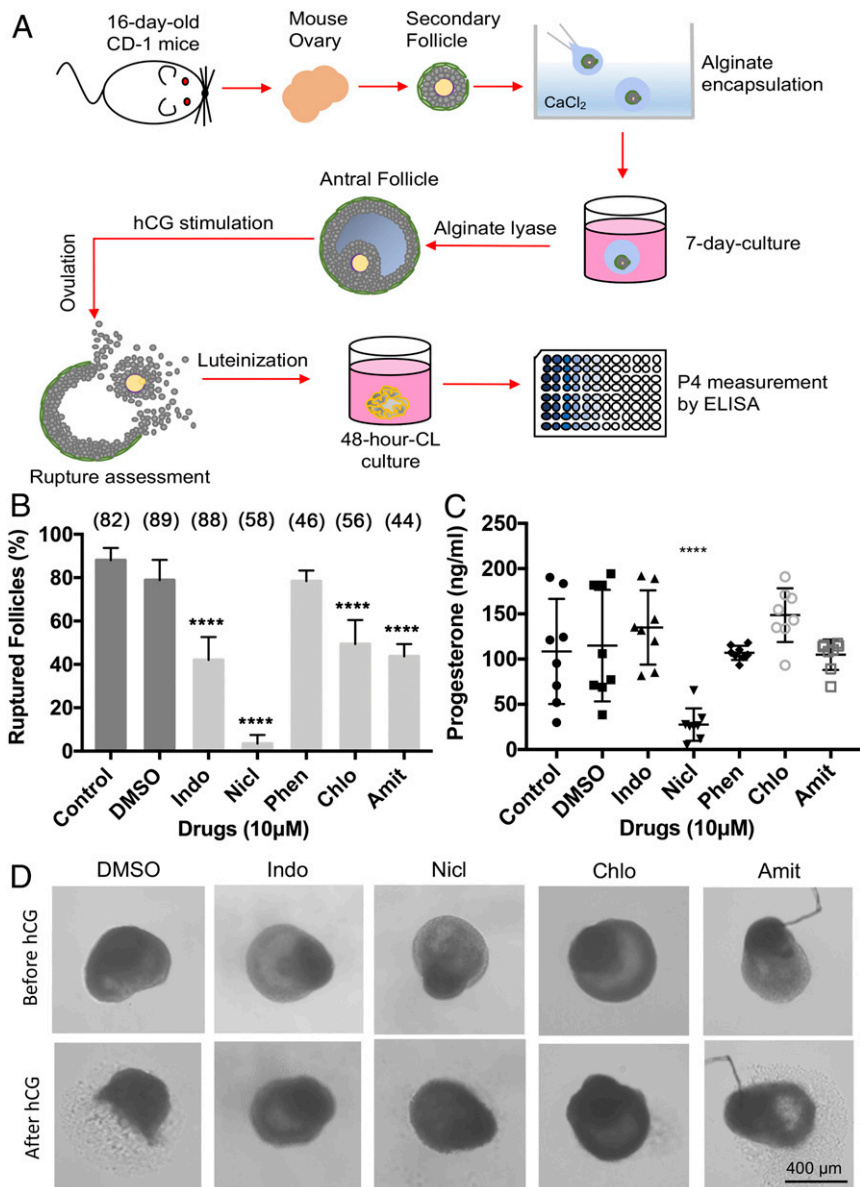 A
16-day-old
CD-1 mice
Mouse
Ovary
Secondary
Follicle
CaCl₂
Alginate
encapsulation
Antral Follicle
hCG stimulation
Alginate lyase
7-day-culture
Ovulation
Luteinization
Rupture assessment
48-hour-CL
culture
P4 measurement
by ELISA
B
(82) (89) (88) (58) (46) (56) (44)
Ruptured Follicles (%)
100
80
60
40
20
0
****
****
****
****
Control DMSO Indo Nicl Phen Chlo Amit
Drugs (10µM)
C
Progesterone (ng/ml)
250
200
150
100
50
0
****
Control DMSO Indo Nicl Phen Chlo Amit
Drugs (10µM)
D
DMSO Indo Nicl Chlo Amit
Before hCG
After hCG
400 µm